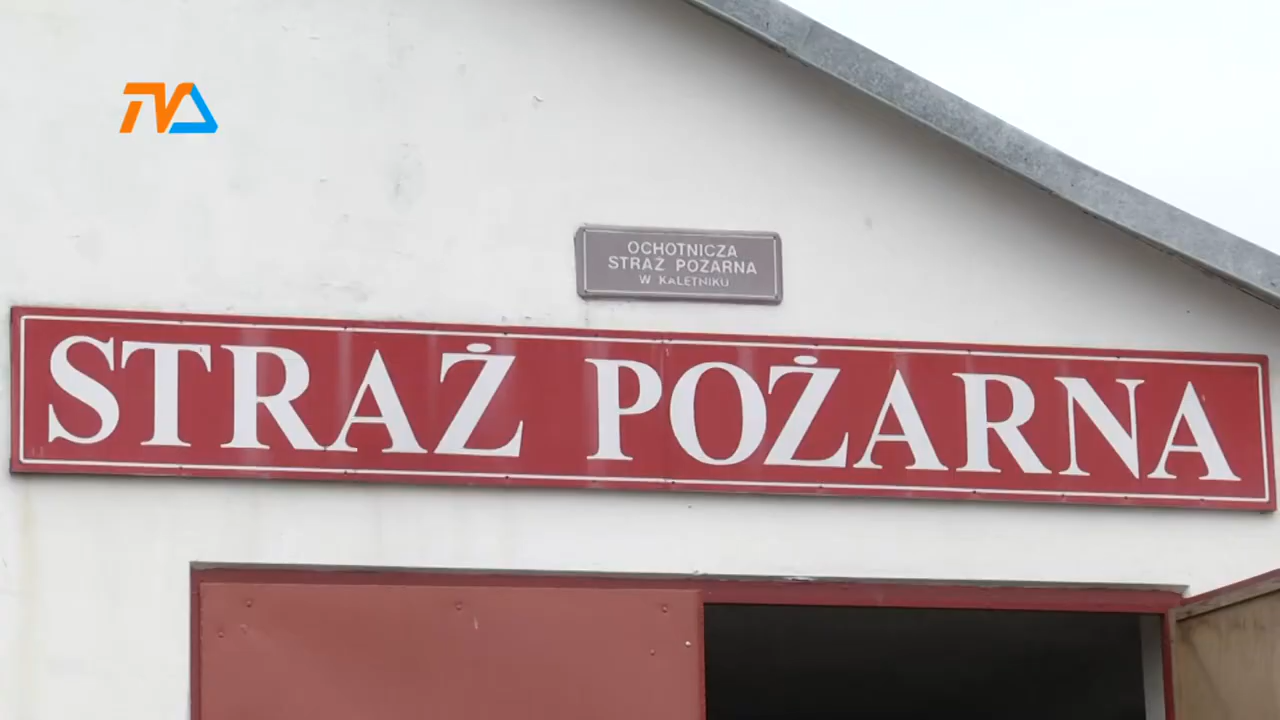 TVA
OCHOTNICZA
STRAŻ POŻARNA
W KALETNIKU
STRAŻ POŻARNA